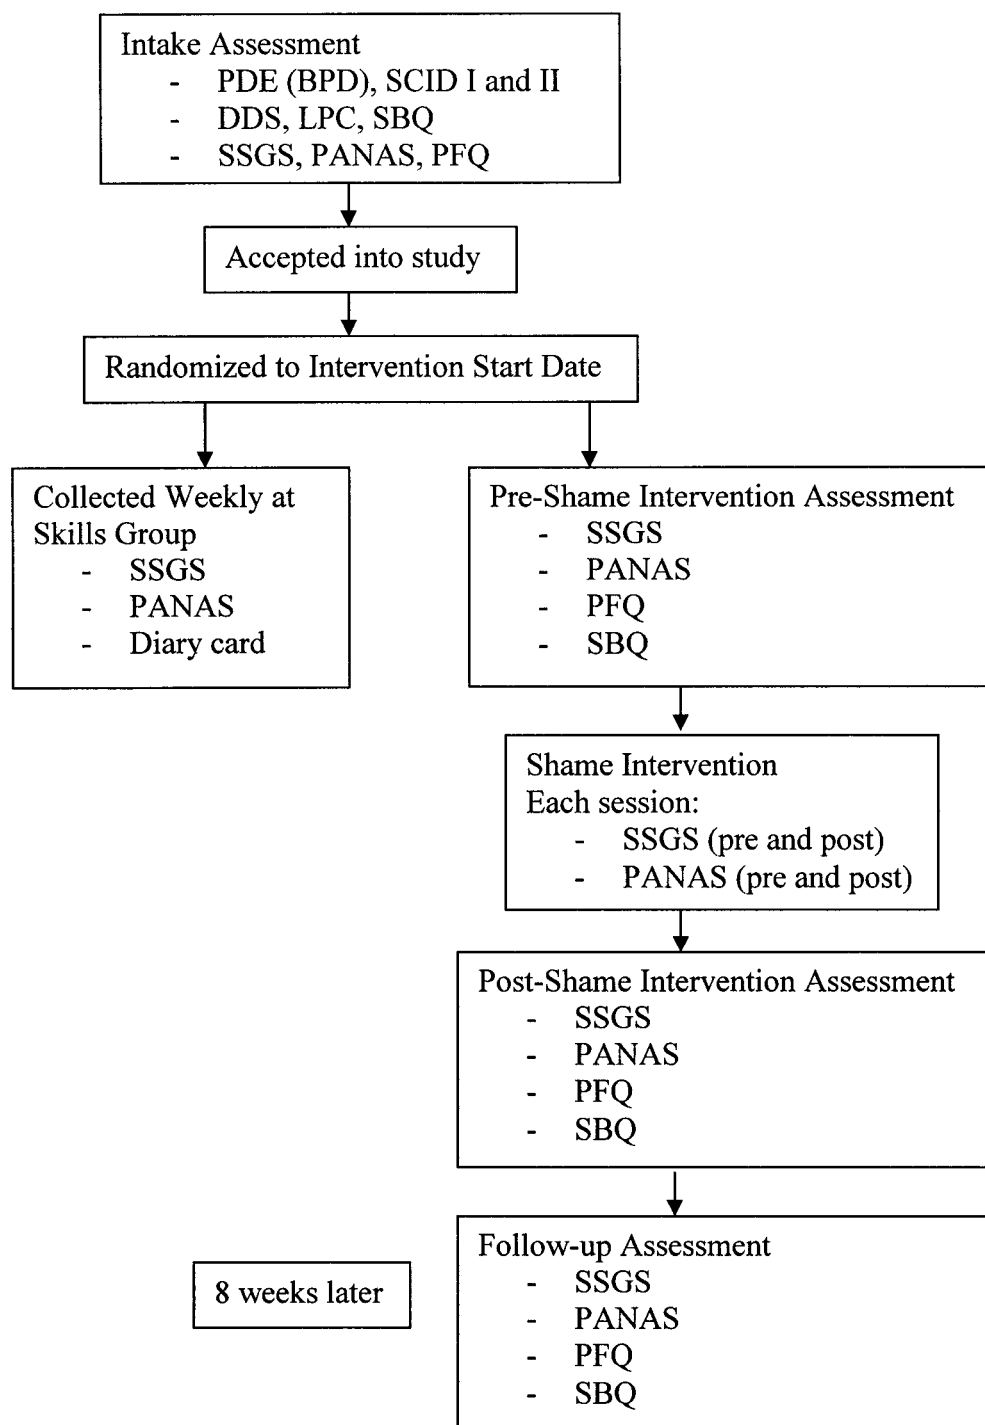 Intake Assessment
- PDE (BPD), SCID I and II
- DDS, LPC, SBQ
- SSGS, PANAS, PFQ
Accepted into study
Randomized to Intervention Start Date
Collected Weekly at
Skills Group
- SSGS
- PANAS
- Diary card
Pre-Shame Intervention Assessment
- SSGS
- PANAS
- PFQ
- SBQ
Shame Intervention
Each session:
- SSGS (pre and post)
- PANAS (pre and post)
Post-Shame Intervention Assessment
- SSGS
- PANAS
- PFQ
- SBQ
8 weeks later
Follow-up Assessment
- SSGS
- PANAS
- PFQ
- SBQ